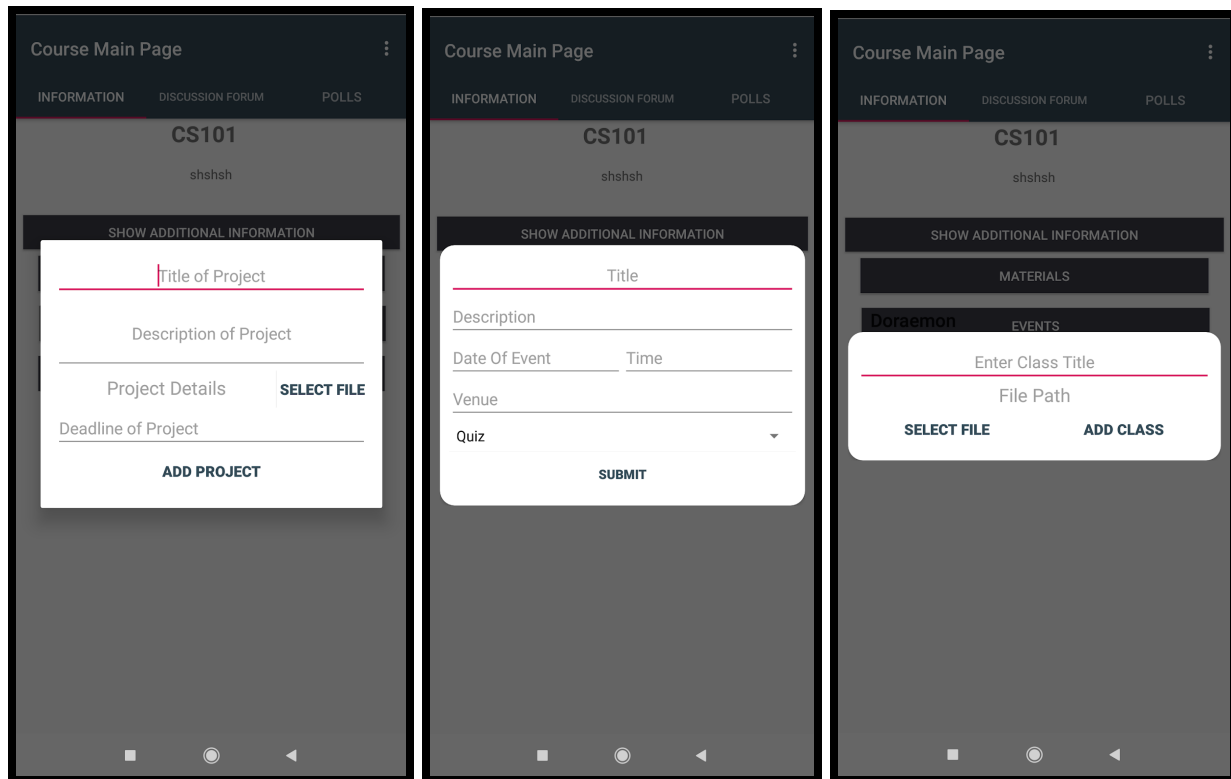 Course Main Page
INFORMATION DISCUSSION FORUM POLLS
CS101
shshsh
SHOW ADDITIONAL INFORMATION
Title of Project
Description of Project
Project Details SELECT FILE
Deadline of Project
ADD PROJECT
Course Main Page
INFORMATION DISCUSSION FORUM POLLS
CS101
shshsh
SHOW ADDITIONAL INFORMATION
Title
Description
Date Of Event Time
Venue
Quiz
SUBMIT
Course Main Page
INFORMATION DISCUSSION FORUM POLLS
CS101
shshsh
SHOW ADDITIONAL INFORMATION
MATERIALS
Doraemon EVENTS
Enter Class Title
File Path
SELECT FILE ADD CLASS